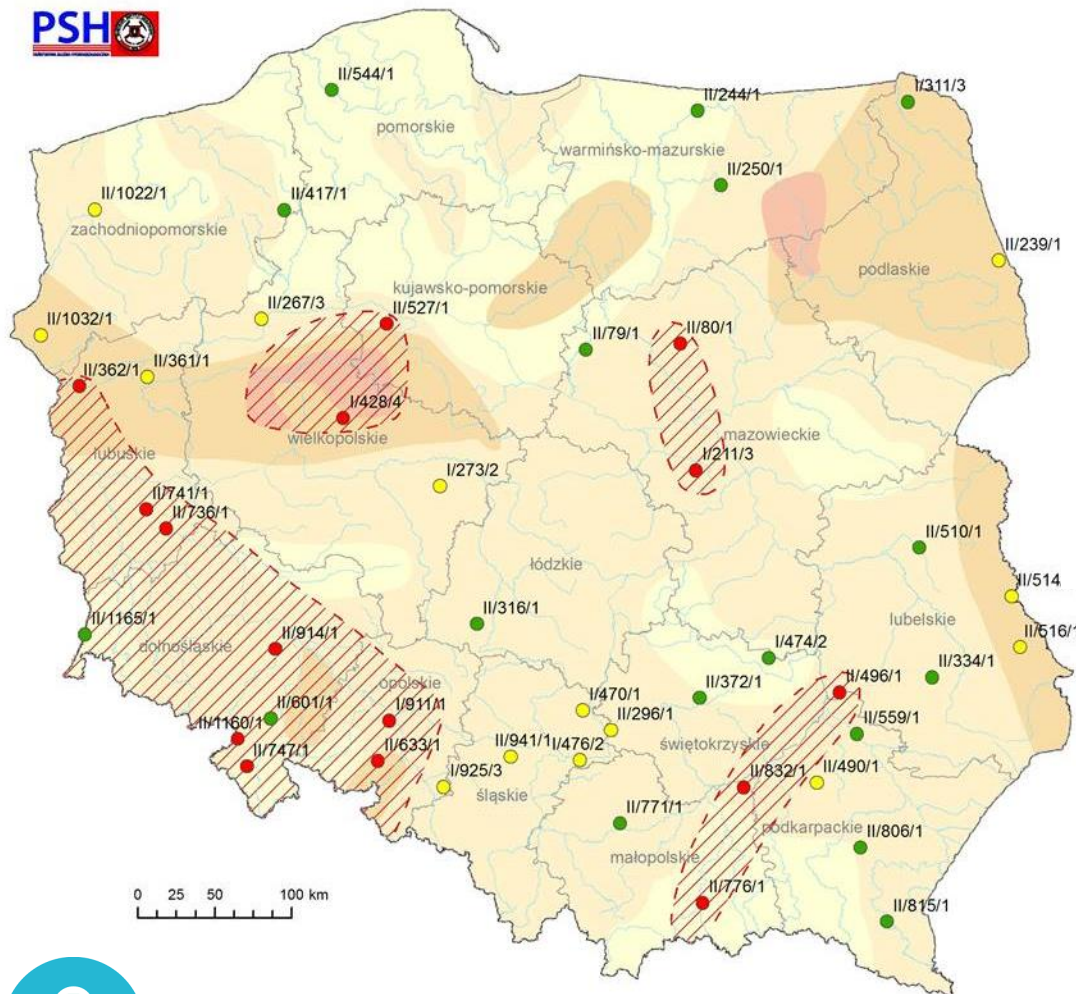 PSH
II/544/1
I/311/3
II/244/1
pomorskie
warmińsko-mazurskie
II/250/1
II/1022/1
II/417/1
zachodniopomorskie
II/239/1
podlaskie
kujawsko-pomorskie
II/267/3
II/527/1
II/1032/1
II/79/1
II/80/1
II/362/1
II/361/1
I/428/4
wielkopolskie
mazowieckie
lubuskie
I/211/3
I/273/2
II/741/1
II/736/1
II/510/1
łódzkie
II/514
II/316/1
II/1165/1
lubelskie
dolnośląskie
II/914/1
II/516/1
I/474/2
II/334/1
opolskie
II/372/1
II/496/1
II/601/1
I/911/1
I/470/1
II/296/1
II/1160/1
II/559/1
świętokrzyskie
II/747/1
II/633/1
II/941/1
I/476/2
II/832/1
II/490/1
I/925/3
śląskie
II/771/1
podkarpackie
II/806/1
małopolskie
II/776/1
0 25 50 100 km
II/815/1